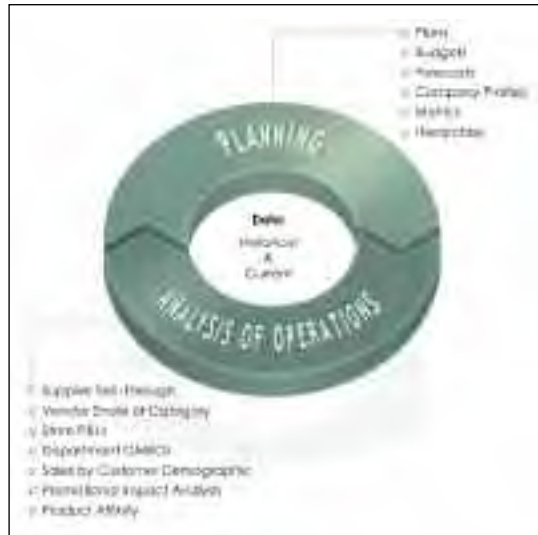 Plans
Budgets
Forecasts
Company Profiles
Metrics
Hierarchies
PLANNING
Data
Historical
&
Current
ANALYSIS OF OPERATIONS
Supplier Sell-through
Vendor Share of Category
Store P&Ls
Department GMROI
Sales by Customer Demographic
Promotional Impact Analysis
Product Affinity